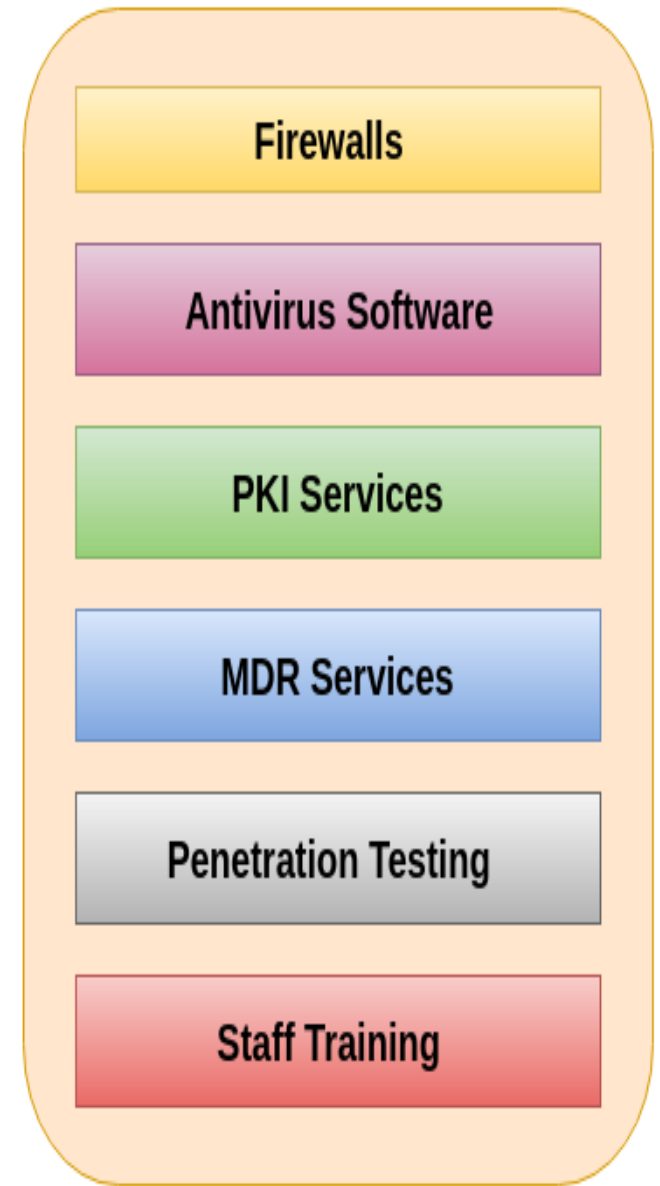 Firewalls
Antivirus Software
PKI Services
MDR Services
Penetration Testing
Staff Training